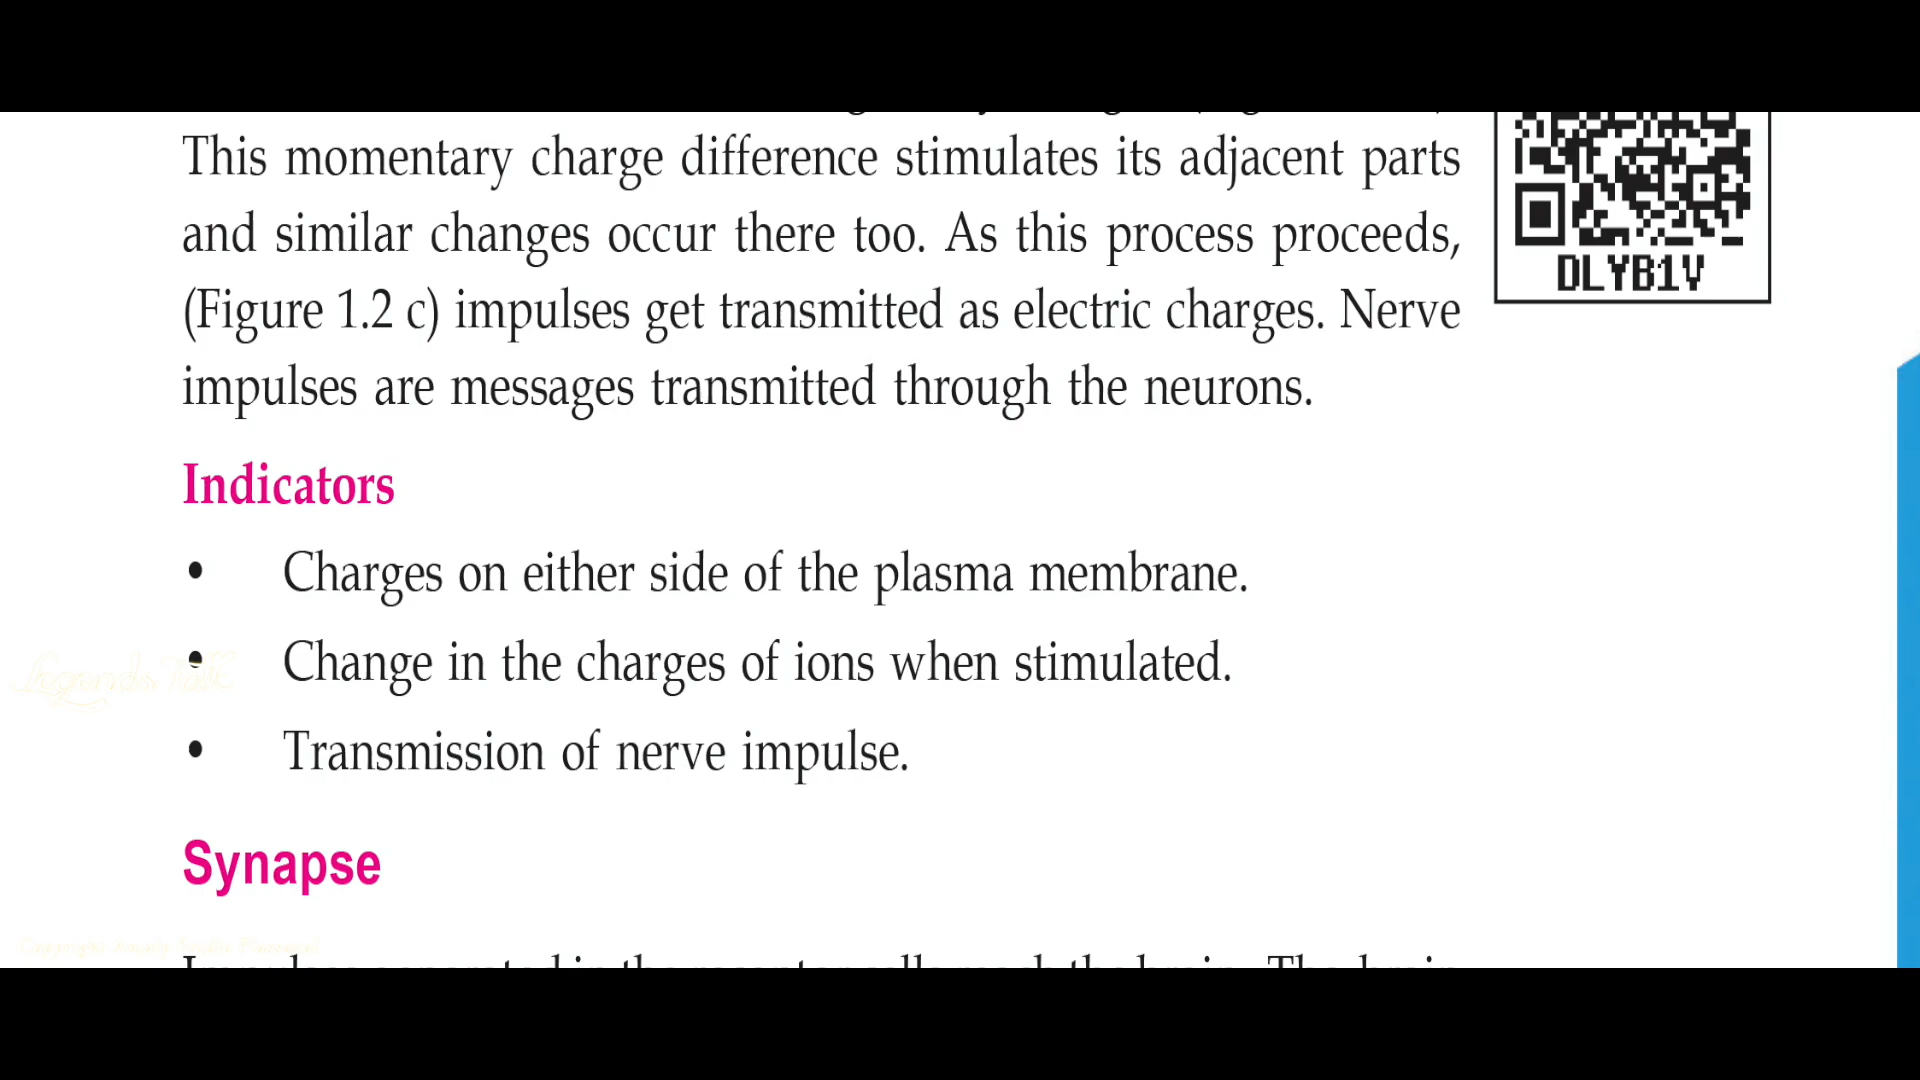 This momentary charge difference stimulates its adjacent parts
and similar changes occur there too. As this process proceeds,
(Figure 1.2 c) impulses get transmitted as electric charges. Nerve
impulses are messages transmitted through the neurons.
DLYB1V
Indicators
• Charges on either side of the plasma membrane.
• Change in the charges of ions when stimulated.
• Transmission of nerve impulse.
Legends Talk
Synapse